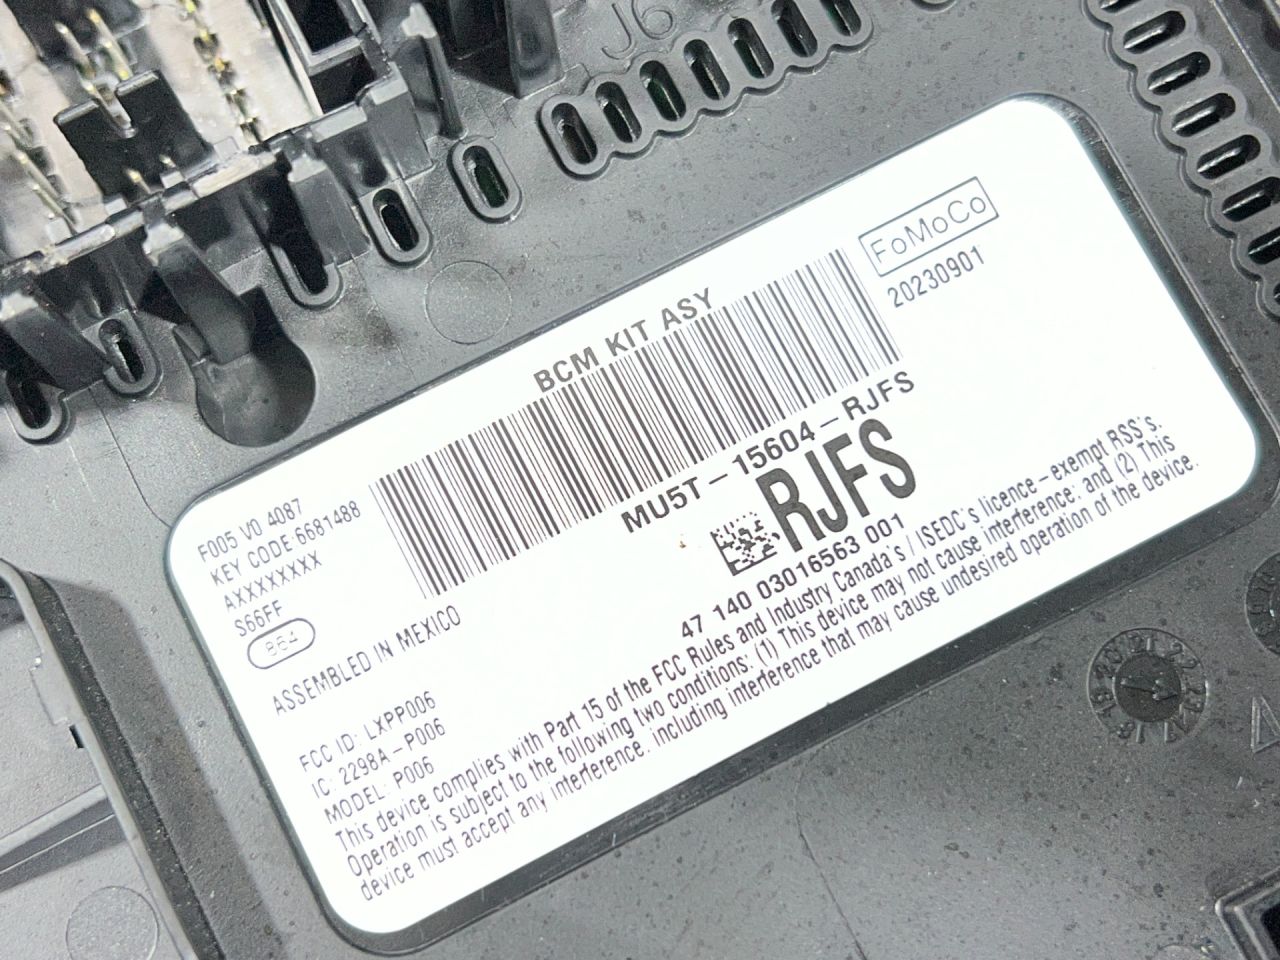 J6
FoMoCo
20230901
BCM KIT ASY
MU5T-15604-RJFS
RJFS
47 140 03016563 001
F005 V0 4087
KEY CODE:6681488
AXXXXXXXX
S66FF
ASSEMBLED IN MEXICO
FCC ID: LXPP006
IC: 2298A-P006
MODEL: P006
This device complies with Part 15 of the FCC Rules and Industry Canada's / ISEDC's licence-exempt RSS's.
Operation is subject to the following two conditions: (1) This device may not cause interference; and (2) This
device must accept any interference, including interference that may cause undesired operation of the device.